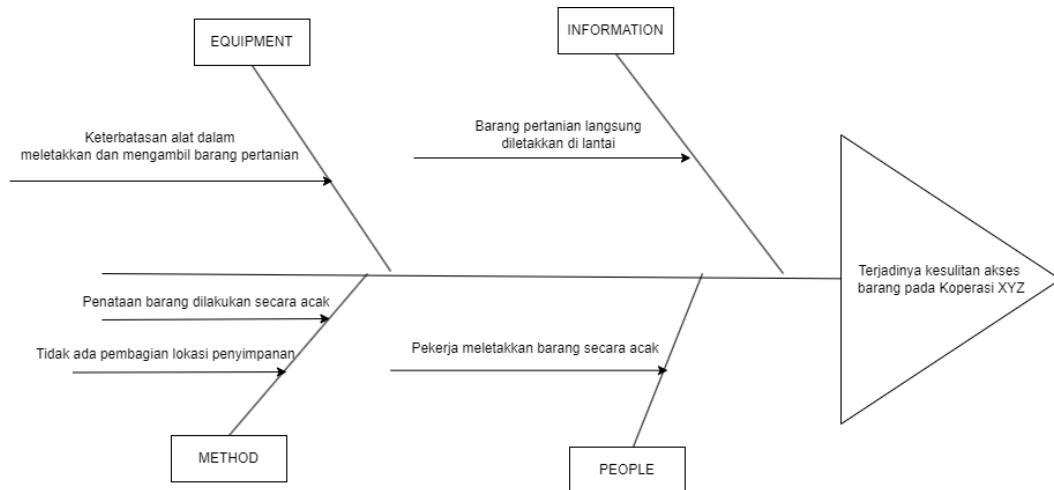 EQUIPMENT
INFORMATION
Keterbatasan alat dalam
meletakkan dan mengambil barang pertanian
Barang pertanian langsung
diletakkan di lantai
Terjadinya kesulitan akses
barang pada Koperasi XYZ
Penataan barang dilakukan secara acak
Tidak ada pembagian lokasi penyimpanan
Pekerja meletakkan barang secara acak
METHOD
PEOPLE